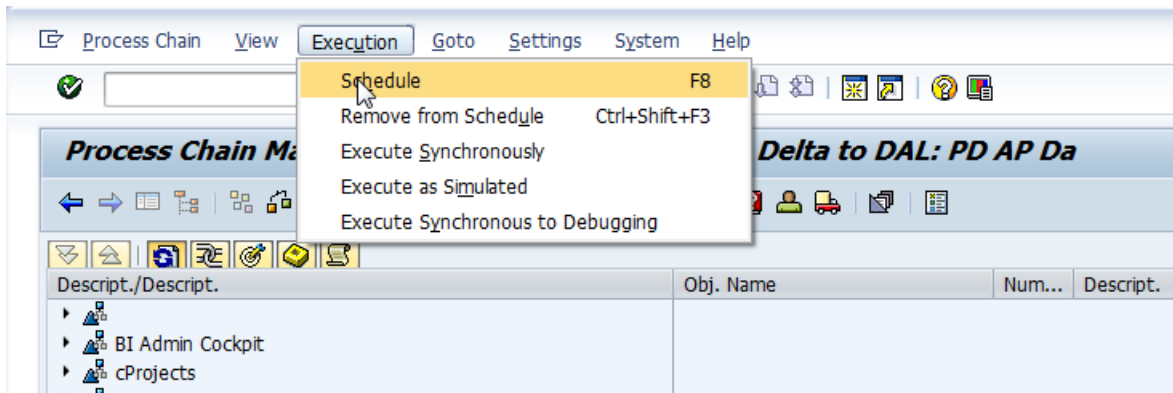 Process Chain View Execution Goto Settings System Help
Schedule F8
Remove from Schedule Ctrl+Shift+F3
Execute Synchronously
Execute as Simulated
Execute Synchronous to Debugging
Process Chain Ma Delta to DAL: PD AP Da
Descript./Descript. Obj. Name Num... Descript.
BI Admin Cockpit
cProjects